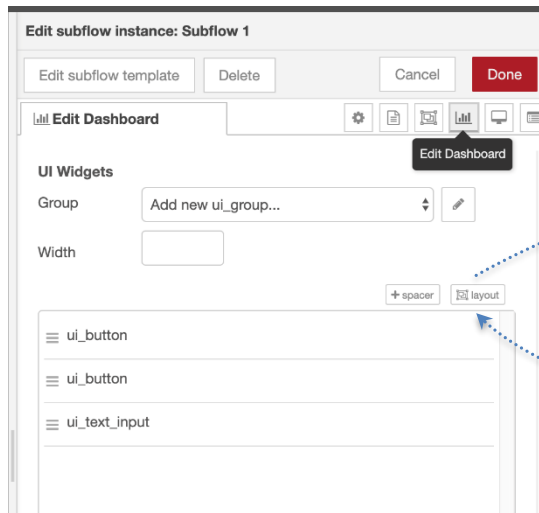 Edit subflow instance: Subflow 1
Edit subflow template Delete Cancel Done
Edit Dashboard
Edit Dashboard
UI Widgets
Group Add new ui_group...
Width
+ spacer layout
ui_button
ui_button
ui_text_input